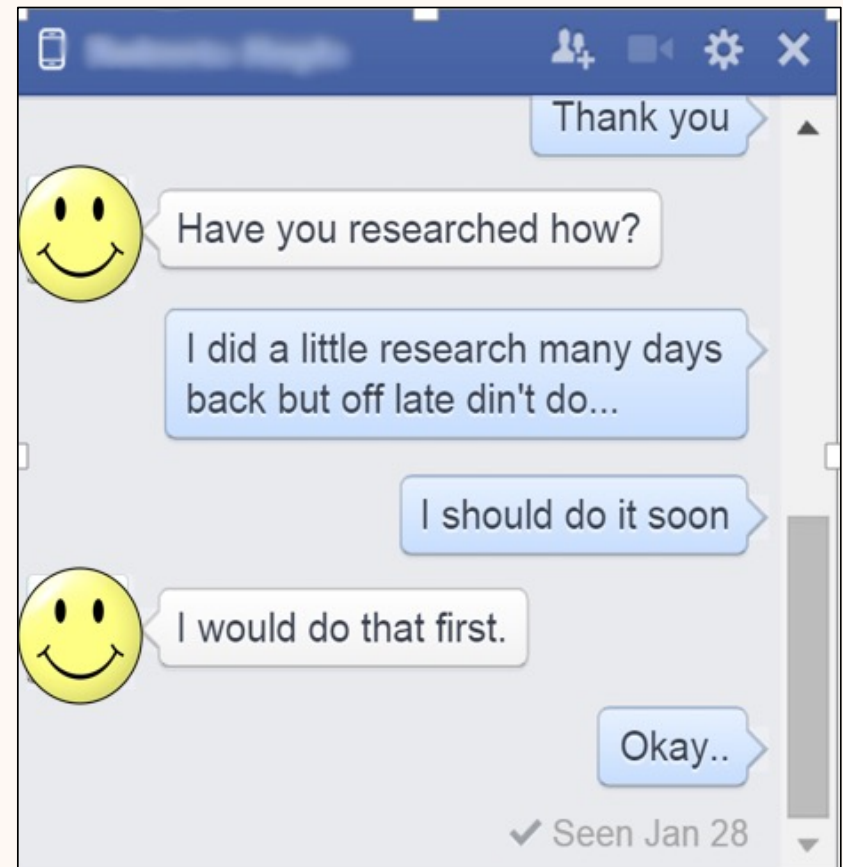 Thank you
Have you researched how?
I did a little research many days
back but off late din't do...
I should do it soon
I would do that first.
Okay..
Seen Jan 28